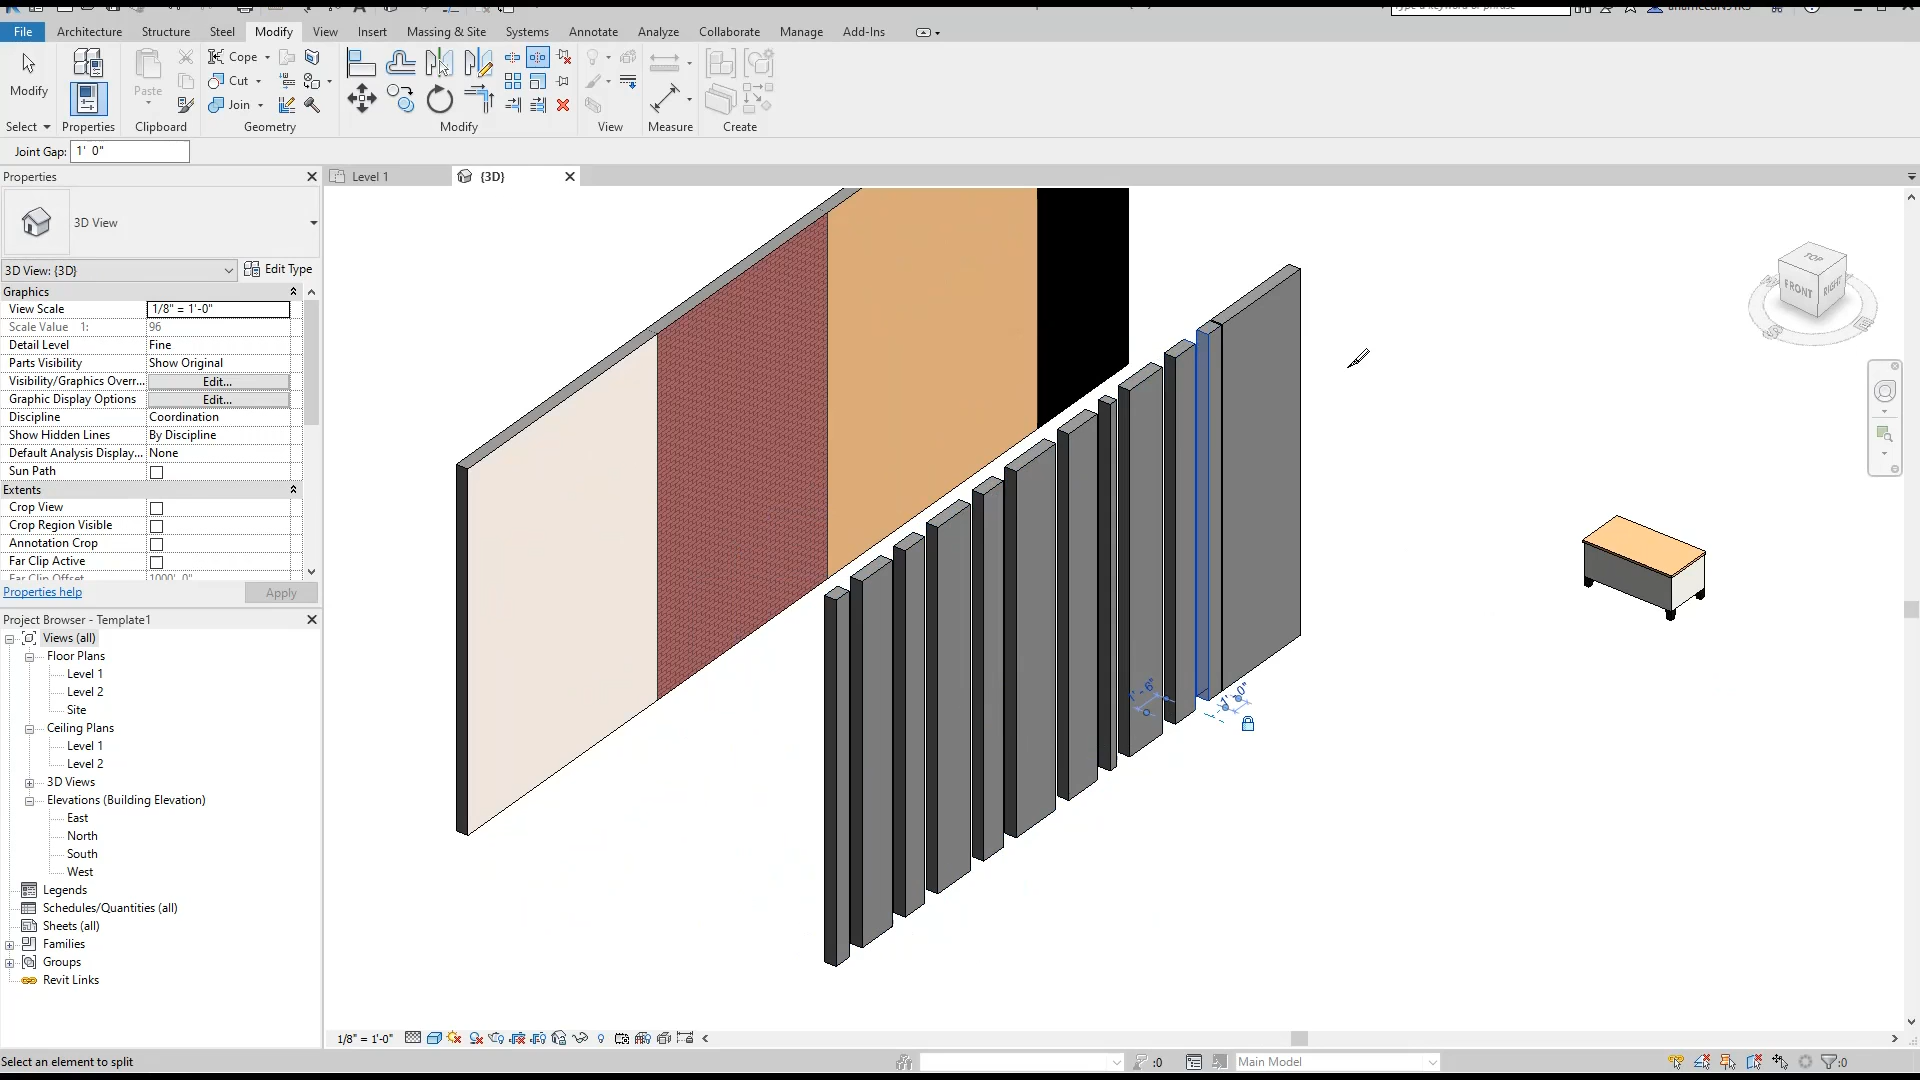 File Architecture Structure Steel Modify View Insert Massing & Site Systems Annotate Analyze Collaborate Manage Add-Ins
Cope
Cut
Join
Modify
Paste
Select Properties Clipboard Geometry Modify View Measure Create
Joint Gap: 1' 0"
Properties
Level 1
{3D}
3D View
3D View: {3D}
Edit Type
Graphics
View Scale 1/8" = 1'-0"
Scale Value 1: 96
Detail Level Fine
Parts Visibility Show Original
Visibility/Graphics Overr... Edit...
Graphic Display Options Edit...
Discipline Coordination
Show Hidden Lines By Discipline
Default Analysis Display... None
Sun Path
Extents
Crop View
Crop Region Visible
Annotation Crop
Far Clip Active
Far Clip Offset 1000' 0"
Properties help
Apply
Project Browser - Template1
Views (all)
Floor Plans
Level 1
Level 2
Site
Ceiling Plans
Level 1
Level 2
3D Views
Elevations (Building Elevation)
East
North
South
West
Legends
Schedules/Quantities (all)
Sheets (all)
Families
Groups
Revit Links
TOP
FRONT
RIGHT
S
E
1/8" = 1'-0"
Select an element to split
:0
Main Model
:0